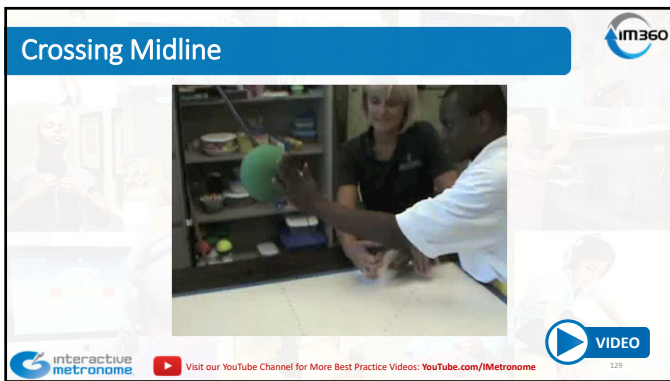 Crossing Midline
IM360
interactive
metronome
Visit our YouTube Channel for More Best Practice Videos: YouTube.com/IMetronome
VIDEO
129